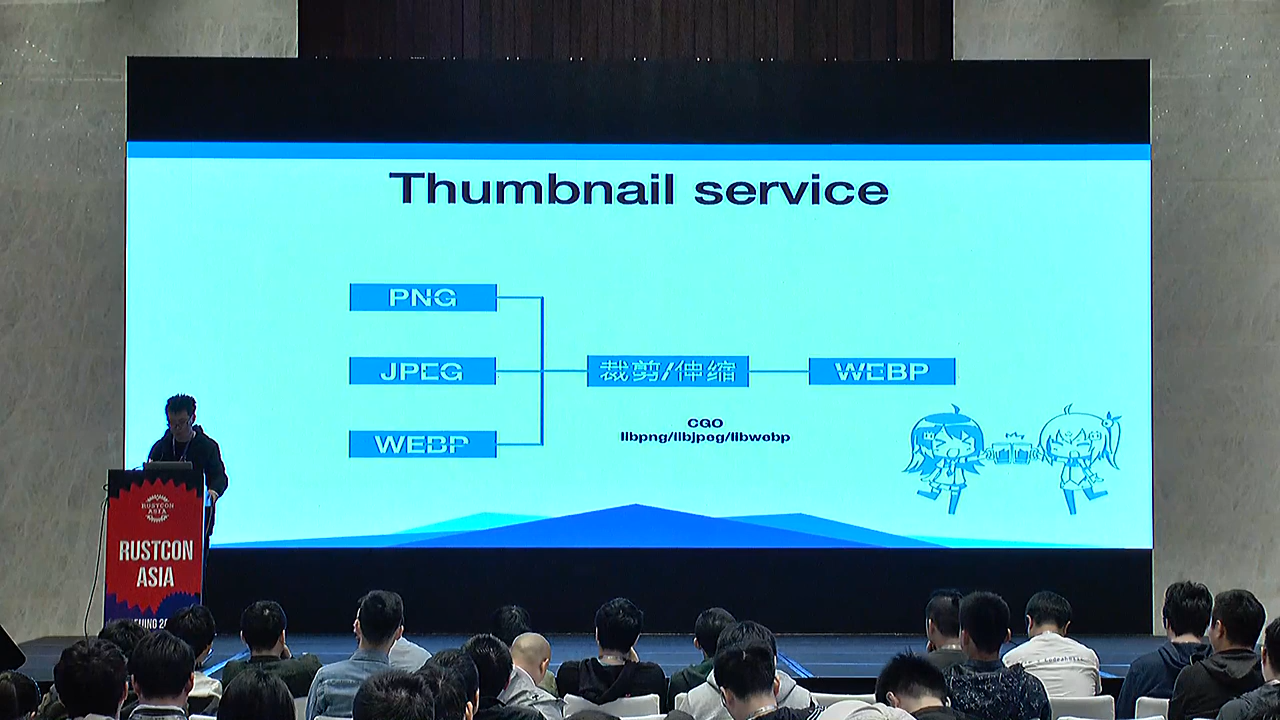 Thumbnail service
PNG
JPEG
裁剪/伸缩
WEBP
WEBP
CGO
libpng/libjpeg/libwebp
RUSTCON
ASIA
RUSTCON
ASIA